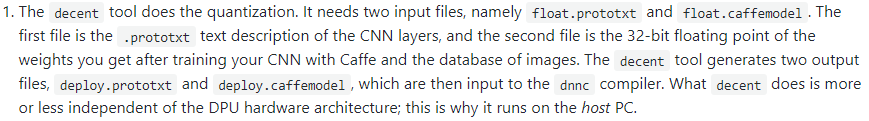 1. The decent tool does the quantization. It needs two input files, namely float.prototxt and float.caffemodel . The
first file is the .prototxt text description of the CNN layers, and the second file is the 32-bit floating point of the
weights you get after training your CNN with Caffe and the database of images. The decent tool generates two output
files, deploy.prototxt and deploy.caffemodel , which are then input to the dnnc compiler. What decent does is more
or less independent of the DPU hardware architecture; this is why it runs on the host PC.